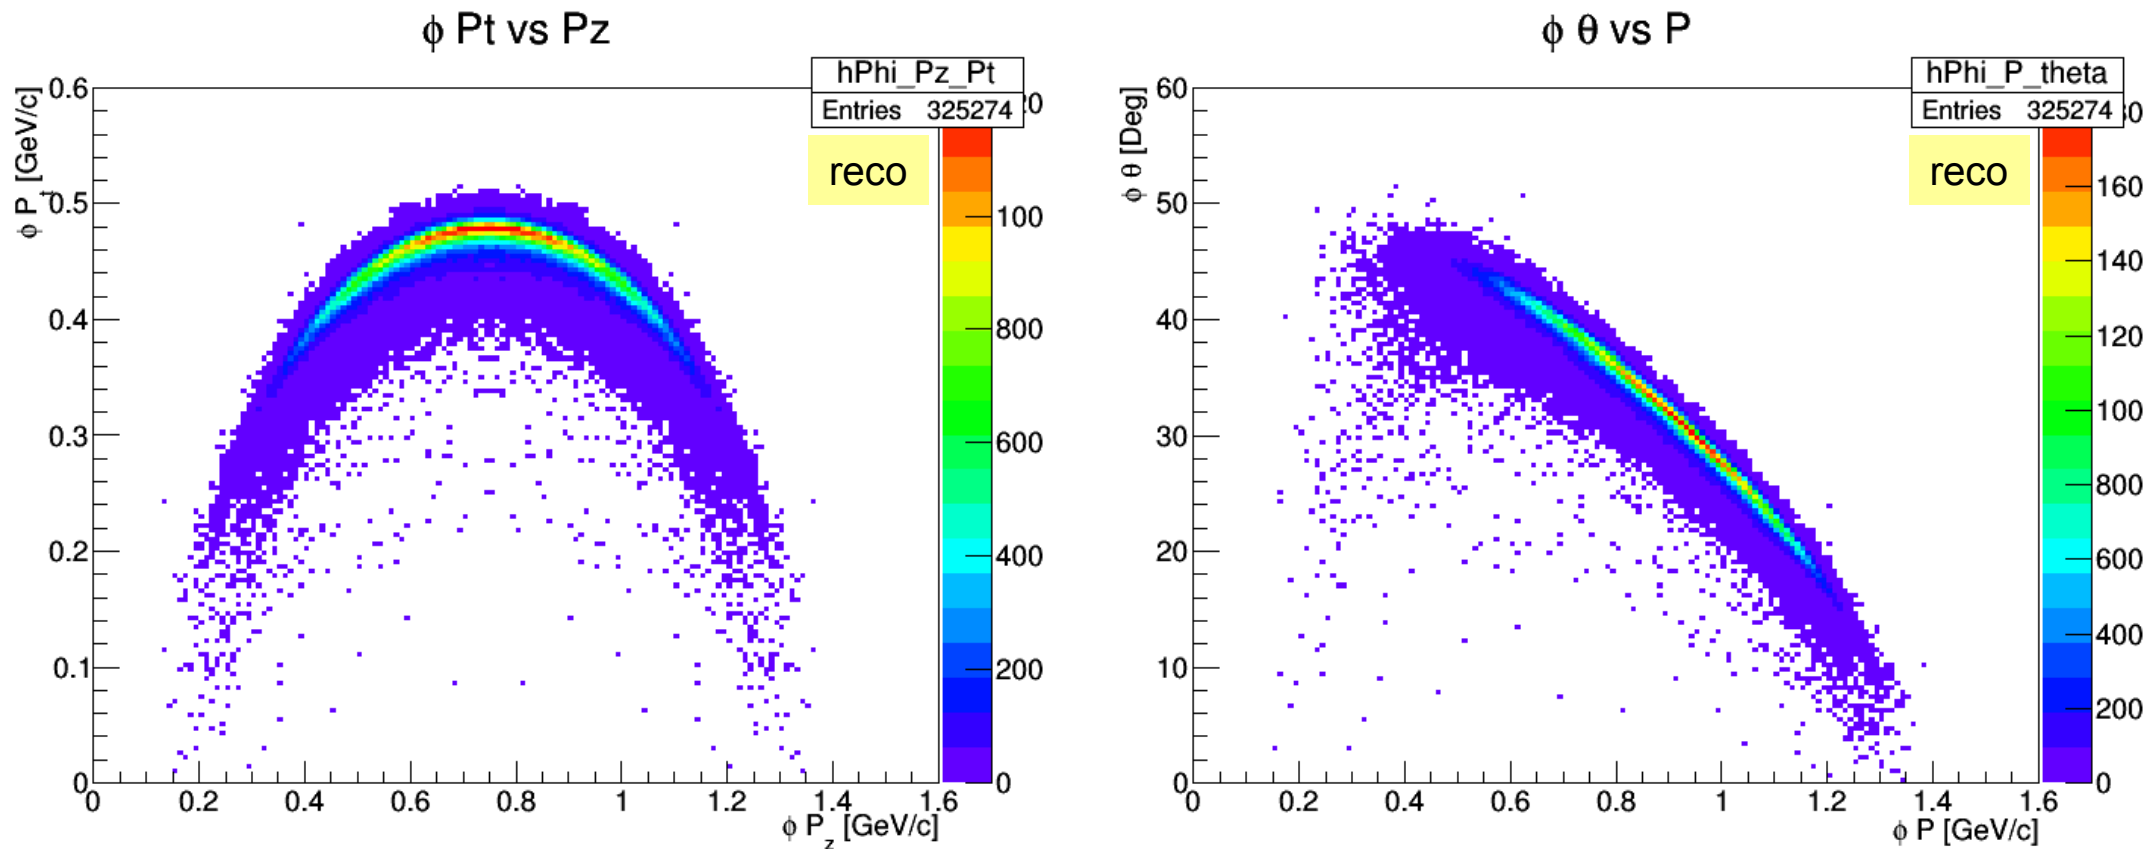 ϕ Pt vs Pz
hPhi_Pz_Pt
Entries 325274
reco
ϕ P_t [GeV/c]
0.6
0.5
0.4
0.3
0.2
0.1
0
0 0.2 0.4 0.6 0.8 1 1.2 1.4 1.6
ϕ P_z [GeV/c]
100
800
600
400
200
0
ϕ θ vs P
hPhi_P_theta
Entries 325274
reco
ϕ θ [Deg]
60
50
40
30
20
10
0
0 0.2 0.4 0.6 0.8 1 1.2 1.4 1.6
ϕ P [GeV/c]
160
140
120
100
800
600
400
200
0